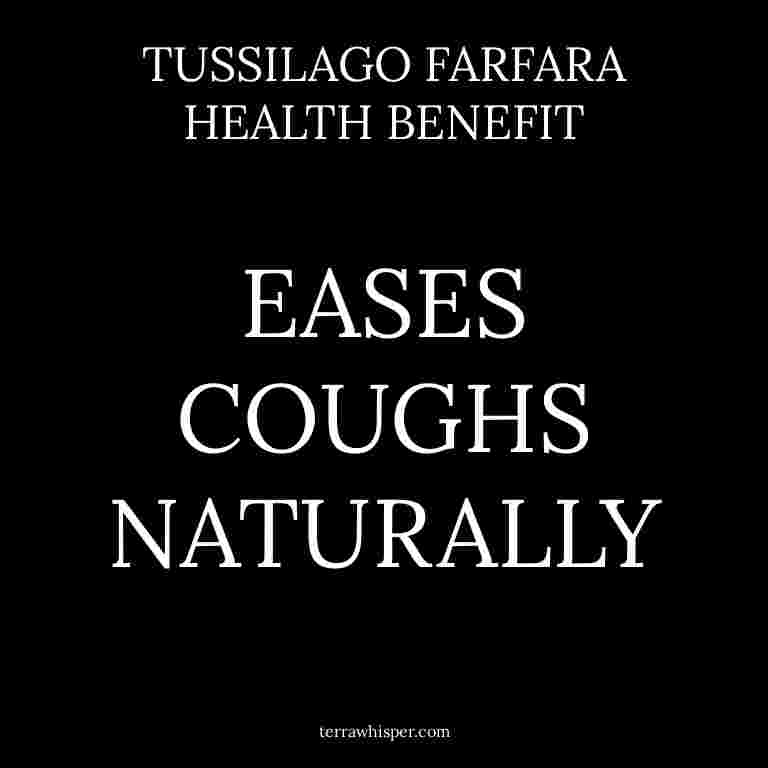 TUSSILAGO FARFARA
HEALTH BENEFIT
EASES
COUGHS
NATURALLY
terrawhisper.com